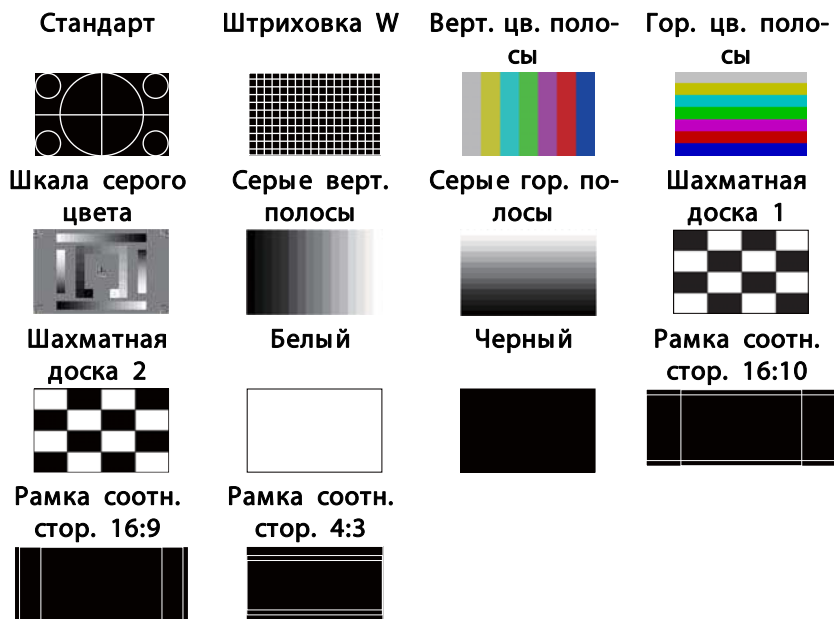 Стандарт
Штриховка W
Верт. цв. поло-
сы
Гор. цв. поло-
сы
Шкала серого
цвета
Серые верт.
полосы
Серые гор. по-
лосы
Шахматная
доска 1
Шахматная
доска 2
Белый
Черный
Рамка соотн.
стор. 16:10
Рамка соотн.
стор. 16:9
Рамка соотн.
стор. 4:3